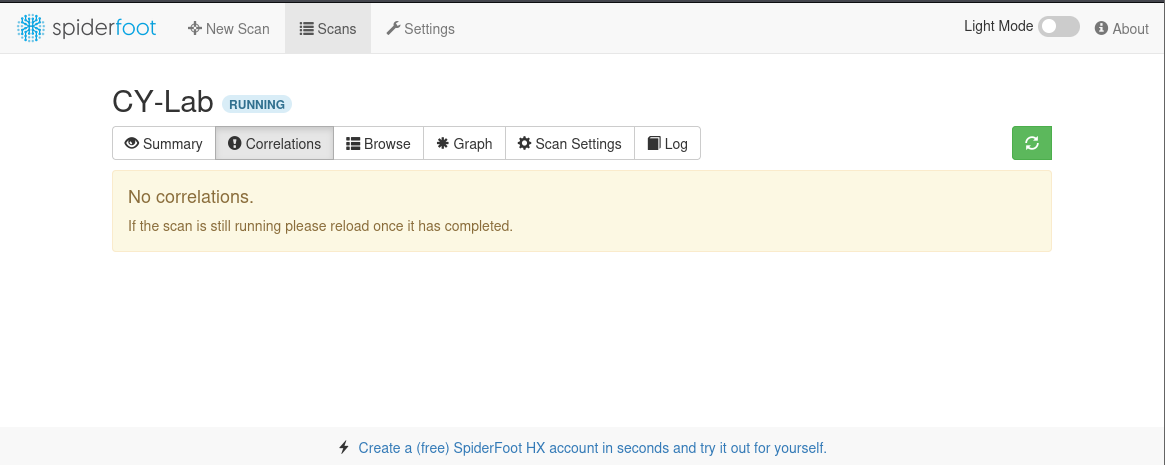 spiderfoot New Scan Scans Settings Light Mode About
CY-Lab RUNNING
Summary Correlations Browse Graph Scan Settings Log
No correlations.
If the scan is still running please reload once it has completed.
Create a (free) SpiderFoot HX account in seconds and try it out for yourself.